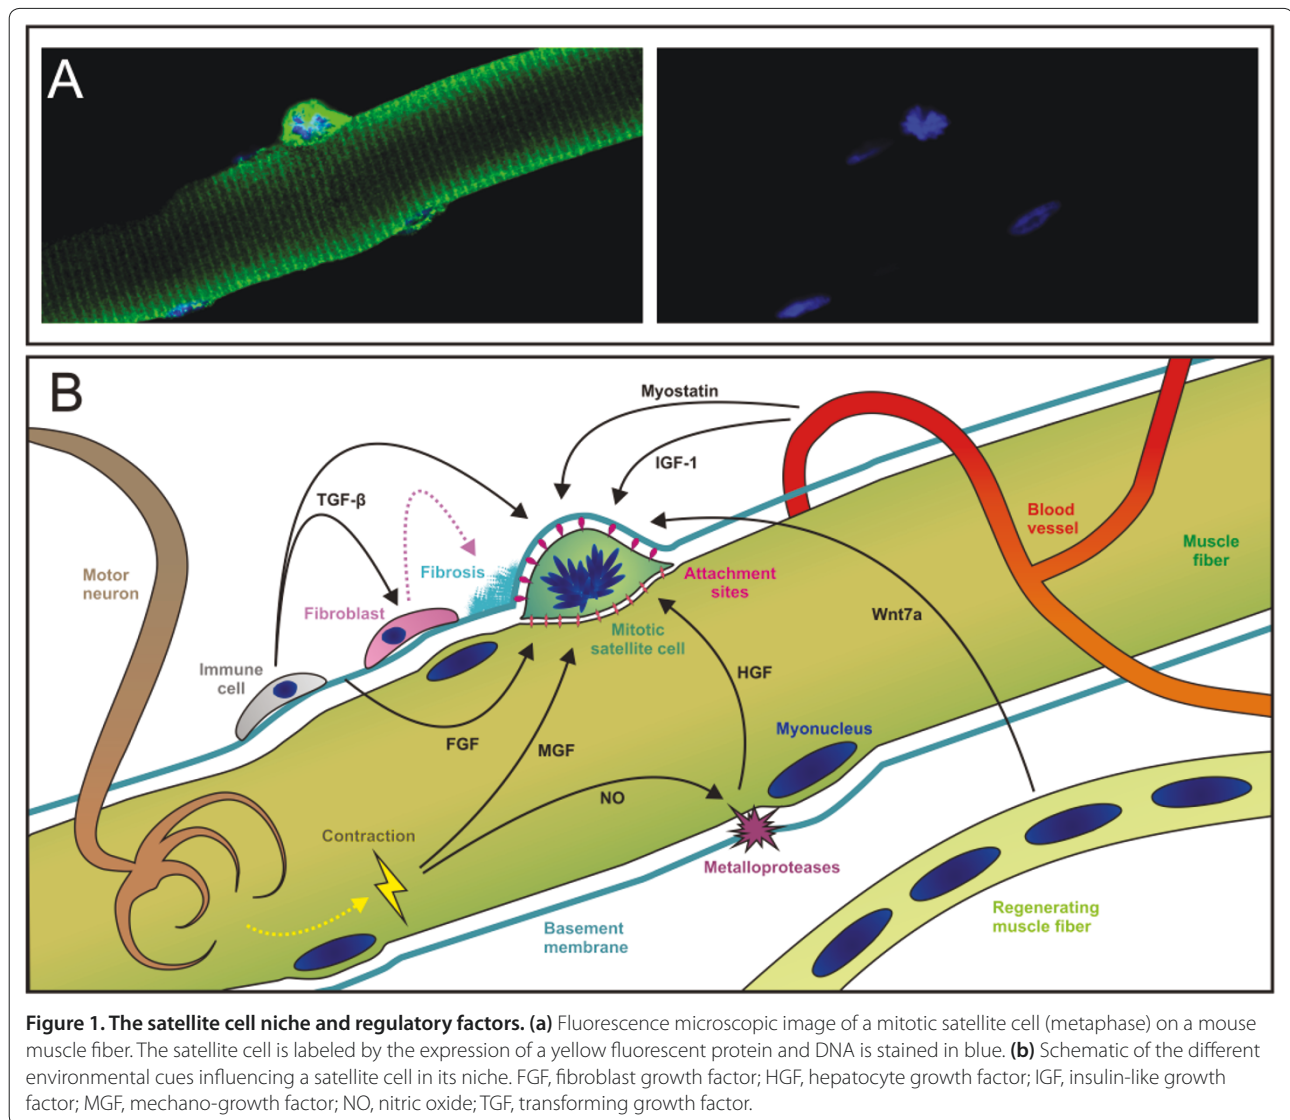 A
B
Myostatin
IGF-1
TGF-β
Fibrosis
Blood
vessel
Muscle
fiber
Motor
neuron
Fibroblast
Attachment
sites
Wnt7a
Mitotic
satellite cell
Immune
cell
HGF
FGF
MGF
Myonucleus
NO
Contraction
Metalloproteases
Basement
membrane
Regenerating
muscle fiber
Figure 1. The satellite cell niche and regulatory factors. (a) Fluorescence microscopic image of a mitotic satellite cell (metaphase) on a mouse
muscle fiber. The satellite cell is labeled by the expression of a yellow fluorescent protein and DNA is stained in blue. (b) Schematic of the different
environmental cues influencing a satellite cell in its niche. FGF, fibroblast growth factor; HGF, hepatocyte growth factor; IGF, insulin-like growth
factor; MGF, mechano-growth factor; NO, nitric oxide; TGF, transforming growth factor.